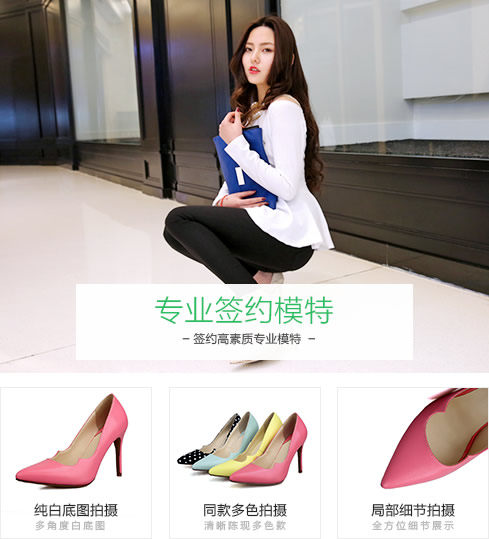 专业签约模特
– 签约高素质专业模特 –
纯白底图拍摄
多角度白底图
同款多色拍摄
清晰陈现多色款
局部细节拍摄
全方位细节展示